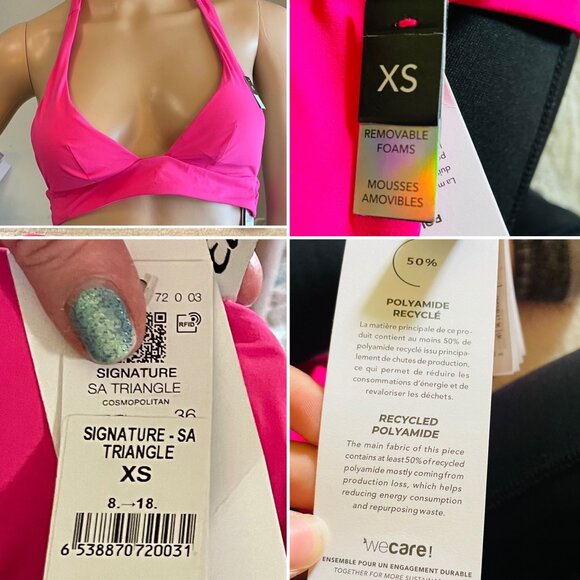 XS
REMOVABLE
FOAMS
MOUSSES
AMOVIBLES
72 0 03
RFID
SIGNATURE
SA TRIANGLE
COSMOPOLITAN
36
SIGNATURE - SA
TRIANGLE
XS
8.→18.
6 538870 720031
50%
POLYAMIDE
RECYCLÉ
La matière principale de ce pro-
duit contient au moins 50% de
polyamide recyclé issu principa-
lement de chutes de production,
ce qui permet de réduire les
consommations d'énergie et de
revaloriser les déchets.
RECYCLED
POLYAMIDE
The main fabric of this piece
contains at least 50% of recycled
polyamide mostly coming from
production loss, which helps
reducing energy consumption
and repurposing waste.
wecare!
ENSEMBLE POUR UN ENGAGEMENT DURABLE
TOGETHER FOR MORE SUSTAINAB